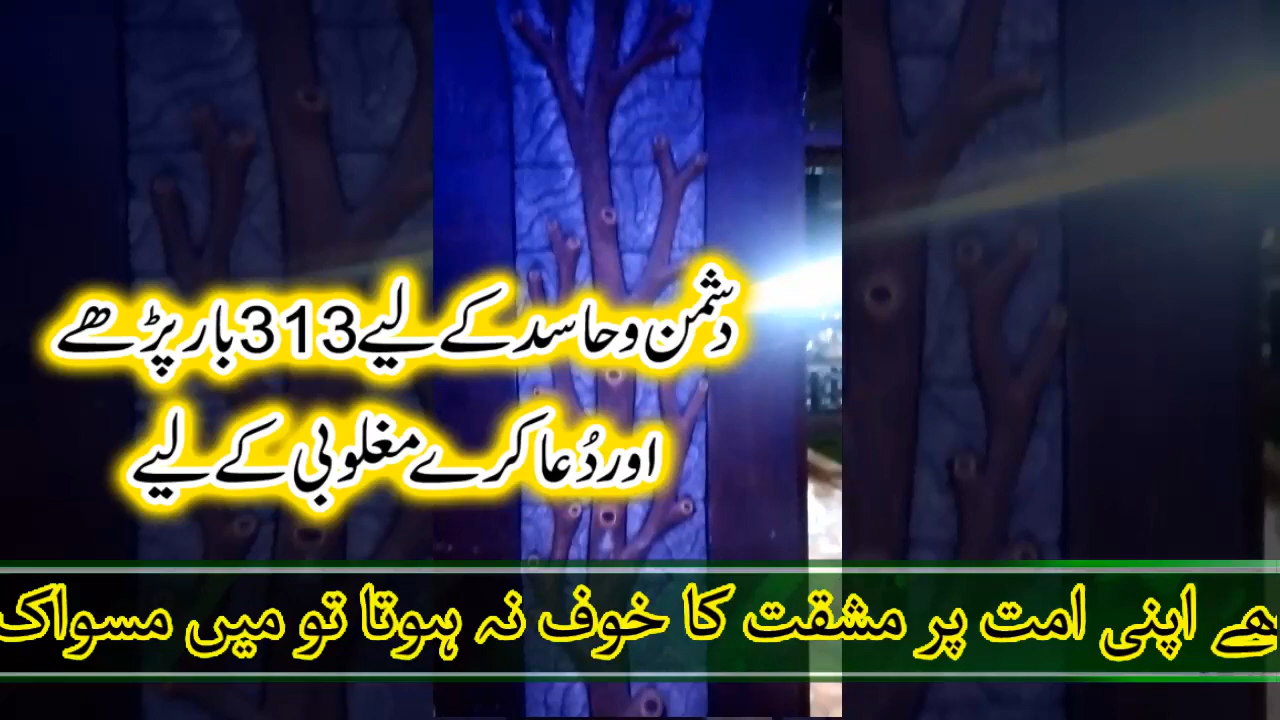 دشمن و حاسد کے لیے 313 بار پڑھے
اور دُعا کرے مغلوبی کے لیے
ھے اپنی امت پر مشقت کا خوف نہ ہوتا تو میں مسواک